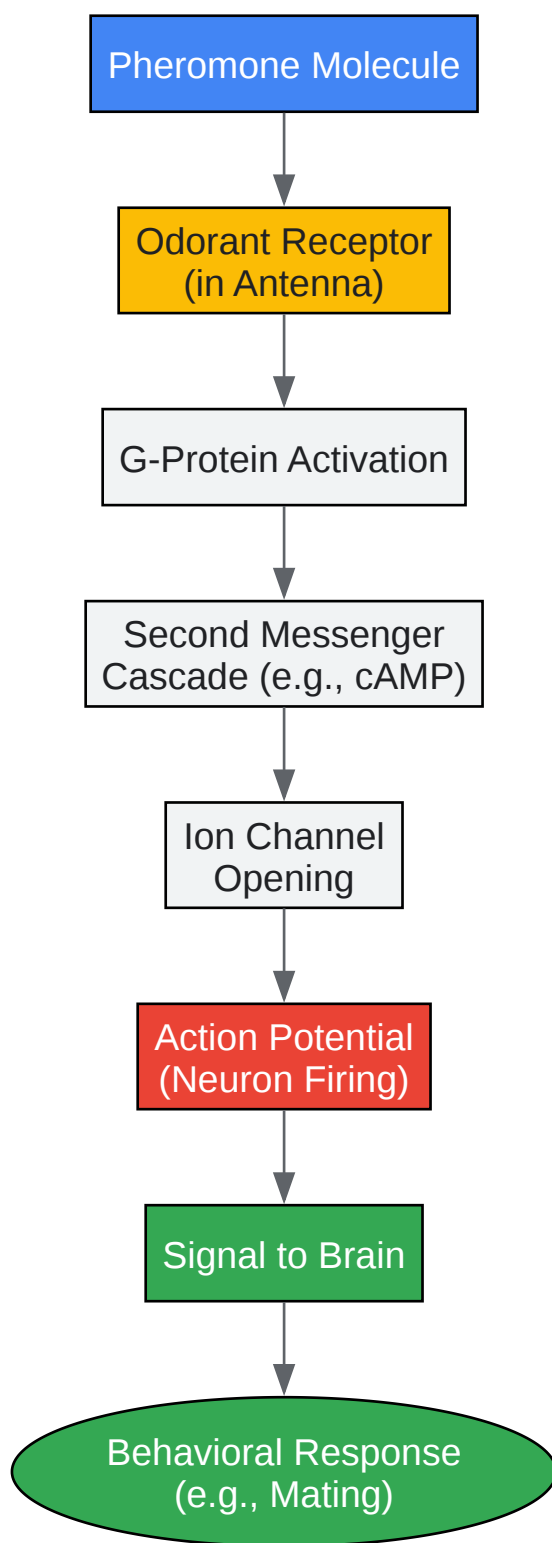 Pheromone Molecule
Odorant Receptor
(in Antenna)
G-Protein Activation
Second Messenger
Cascade (e.g., cAMP)
Ion Channel
Opening
Action Potential
(Neuron Firing)
Signal to Brain
Behavioral Response
(e.g., Mating)